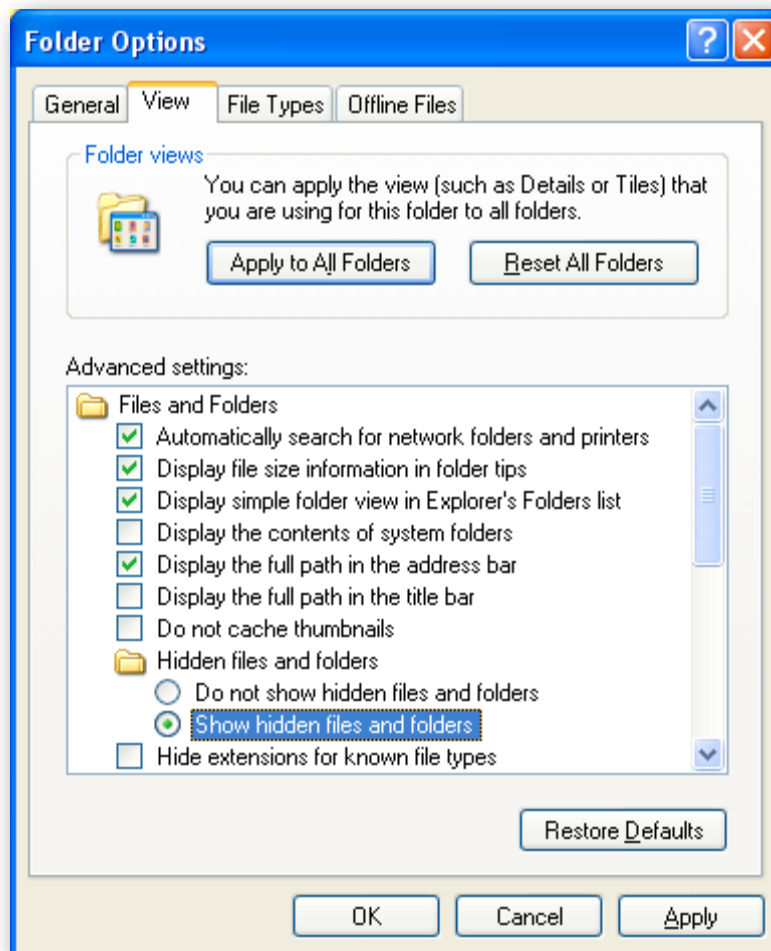 Folder Options
?
General View File Types Offline Files
Folder views
You can apply the view (such as Details or Tiles) that
you are using for this folder to all folders.
Apply to All Folders Reset All Folders
Advanced settings:
Files and Folders
Automatically search for network folders and printers
Display file size information in folder tips
Display simple folder view in Explorer's Folders list
Display the contents of system folders
Display the full path in the address bar
Display the full path in the title bar
Do not cache thumbnails
Hidden files and folders
Do not show hidden files and folders
Show hidden files and folders
Hide extensions for known file types
Restore Defaults
OK Cancel Apply